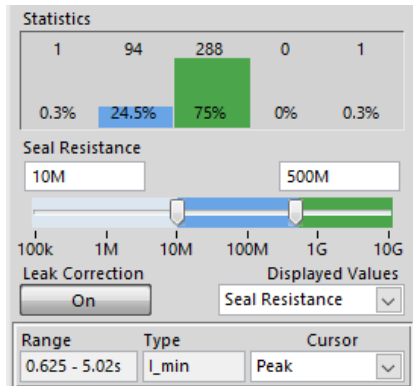 Statistics
1 94 288 0 1
0.3% 24.5% 75% 0% 0.3%
Seal Resistance
10M 500M
100k 1M 10M 100M 1G 10G
Leak Correction Displayed Values
On Seal Resistance
Range Type Cursor
0.625 - 5.02s I_min Peak